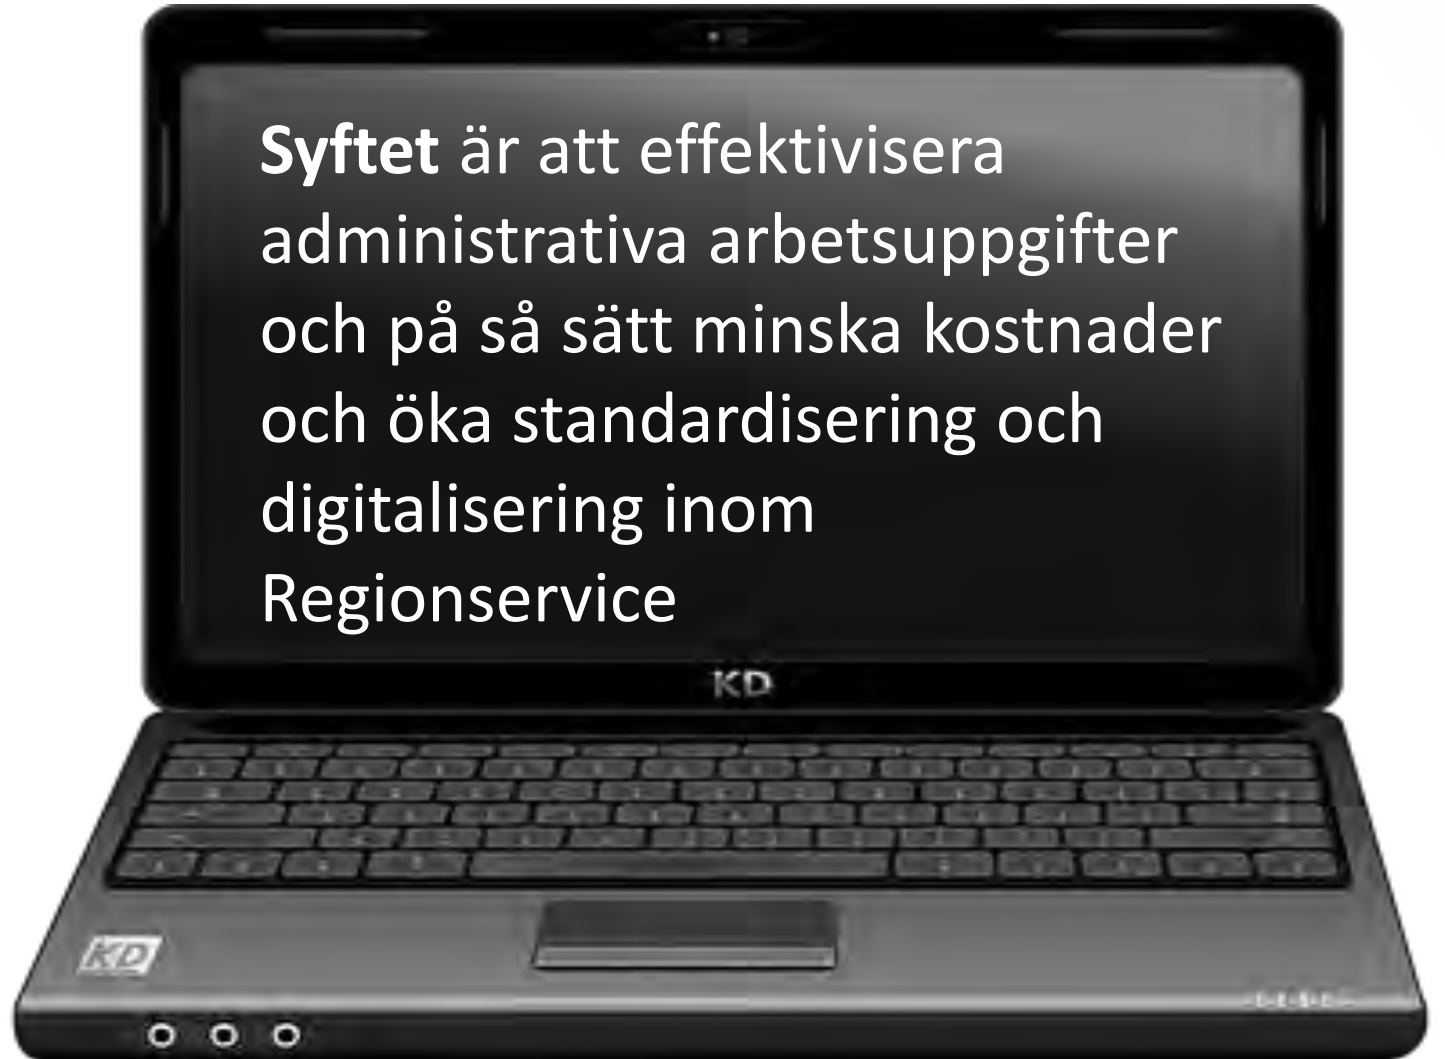 Syftet är att effektivisera
administrativa arbetsuppgifter
och på så sätt minska kostnader
och öka standardisering och
digitalisering inom
Regionservice
KD
KD